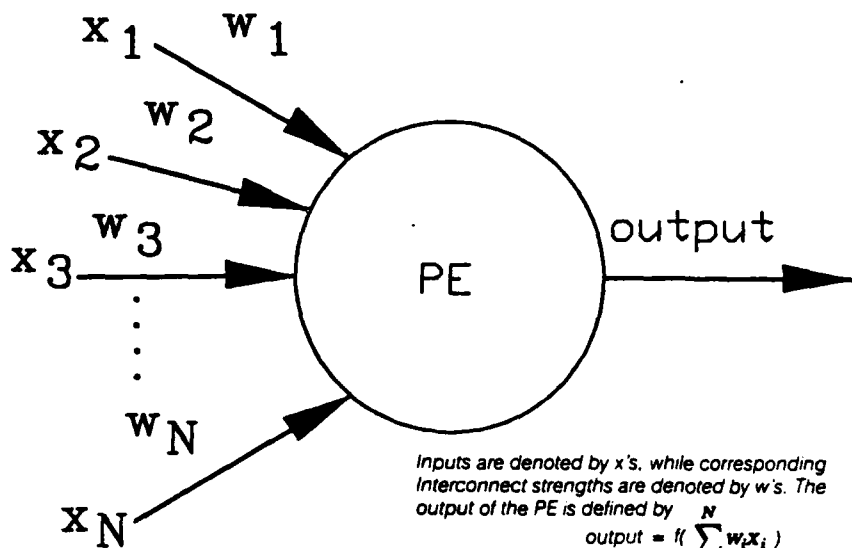 x1 w1
x2 w2
x3 w3
PE
output
wN
xN
Inputs are denoted by x's, while corresponding
Interconnect strengths are denoted by w's. The
output of the PE is defined by
N
output = f( ∑ wixi )